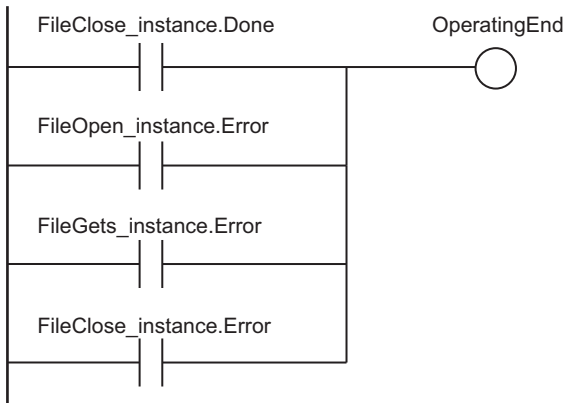 FileClose_instance.Done
OperatingEnd
FileOpen_instance.Error
FileGets_instance.Error
FileClose_instance.Error